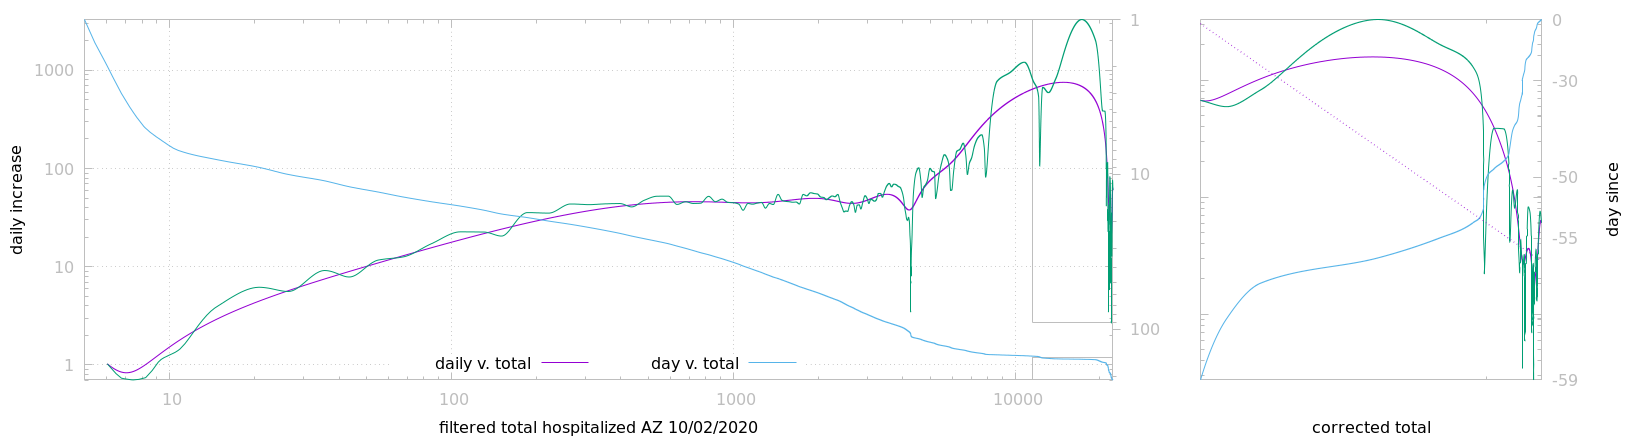 daily increase
1000
100
10
1
daily v. total
day v. total
10
100
1000
10000
filtered total hospitalized AZ 10/02/2020
1
10
100
0
-30
-50
-55
-59
day since
corrected total